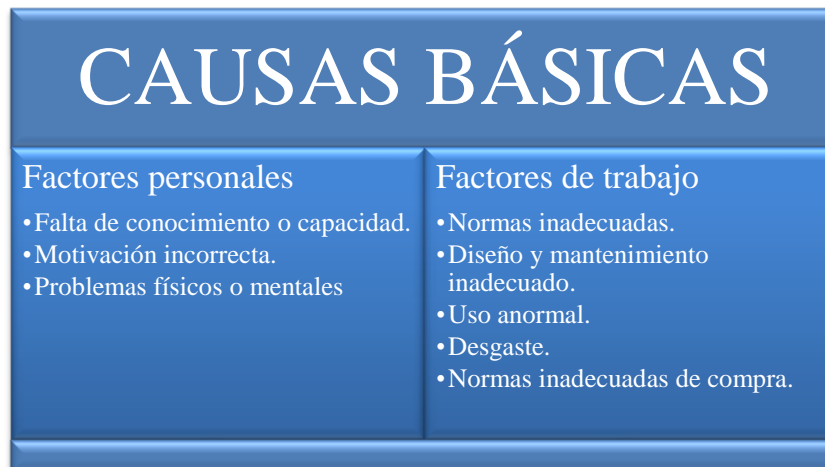 CAUSAS BÁSICAS
Factores personales
•Falta de conocimiento o capacidad.
•Motivación incorrecta.
•Problemas físicos o mentales
Factores de trabajo
•Normas inadecuadas.
•Diseño y mantenimiento
inadecuado.
•Uso anormal.
•Desgaste.
•Normas inadecuadas de compra.